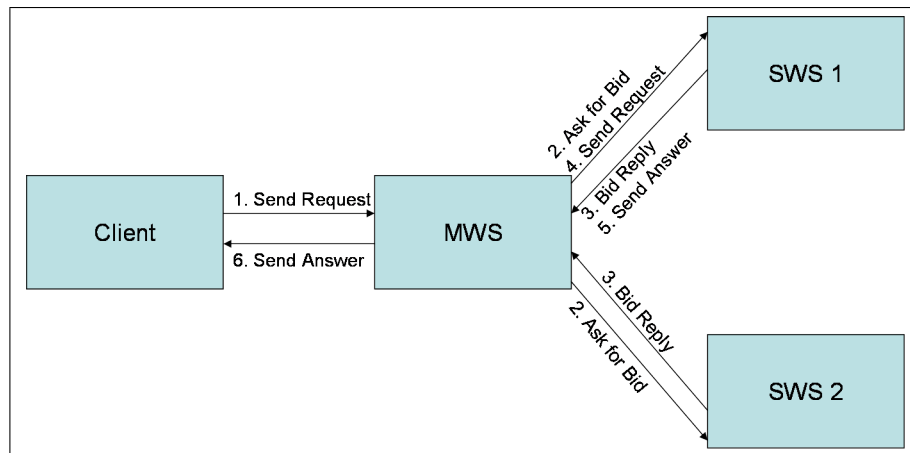 SWS 1
2. Ask for Bid
4. Send Request
3. Bid Reply
5. Send Answer
1. Send Request
Client
MWS
6. Send Answer
3. Bid Reply
2. Ask for Bid
SWS 2